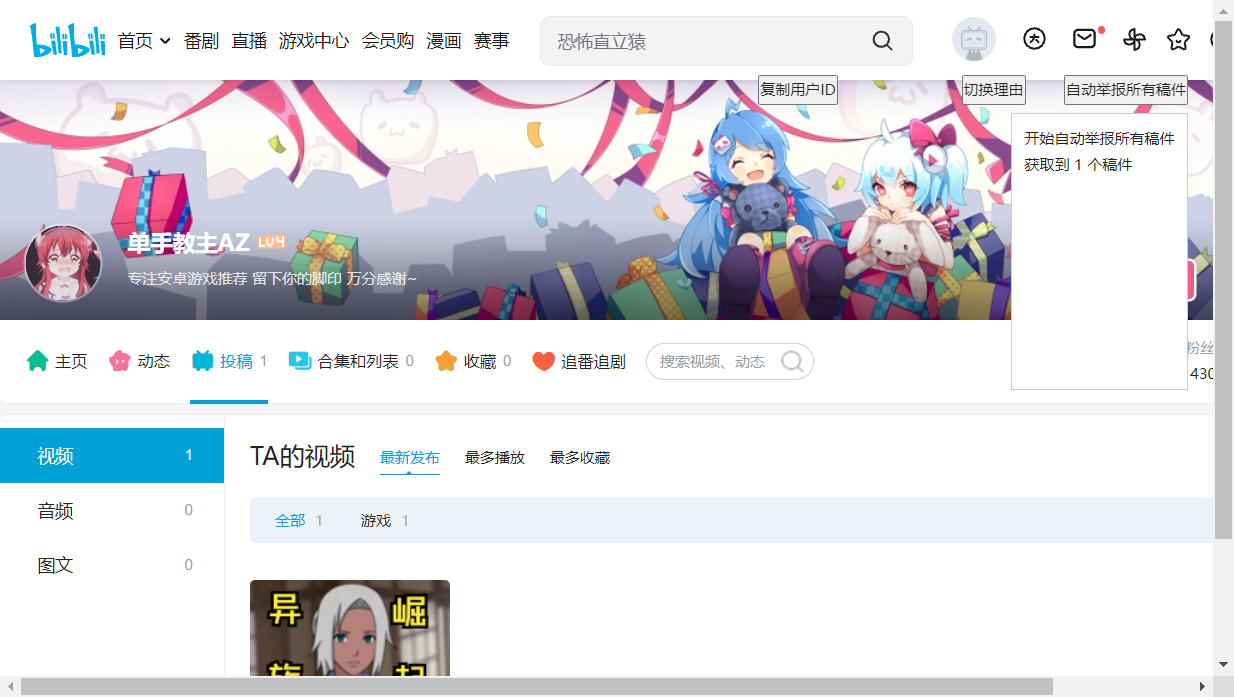 bilibili 首页 番剧 直播 游戏中心 会员购 漫画 赛事 恐怖直立猿
复制用户ID 切换理由 自动举报所有稿件
开始自动举报所有稿件
获取到 1 个稿件
单手教主AZ LV4
专注安卓游戏推荐 留下你的脚印 万分感谢~
主页 动态 投稿 1 合集和列表 0 收藏 0 追番追剧 搜索视频、动态 粉丝
430
视频 1
音频 0
图文 0
TA的视频 最新发布 最多播放 最多收藏
全部 1 游戏 1
异 崛
族 起